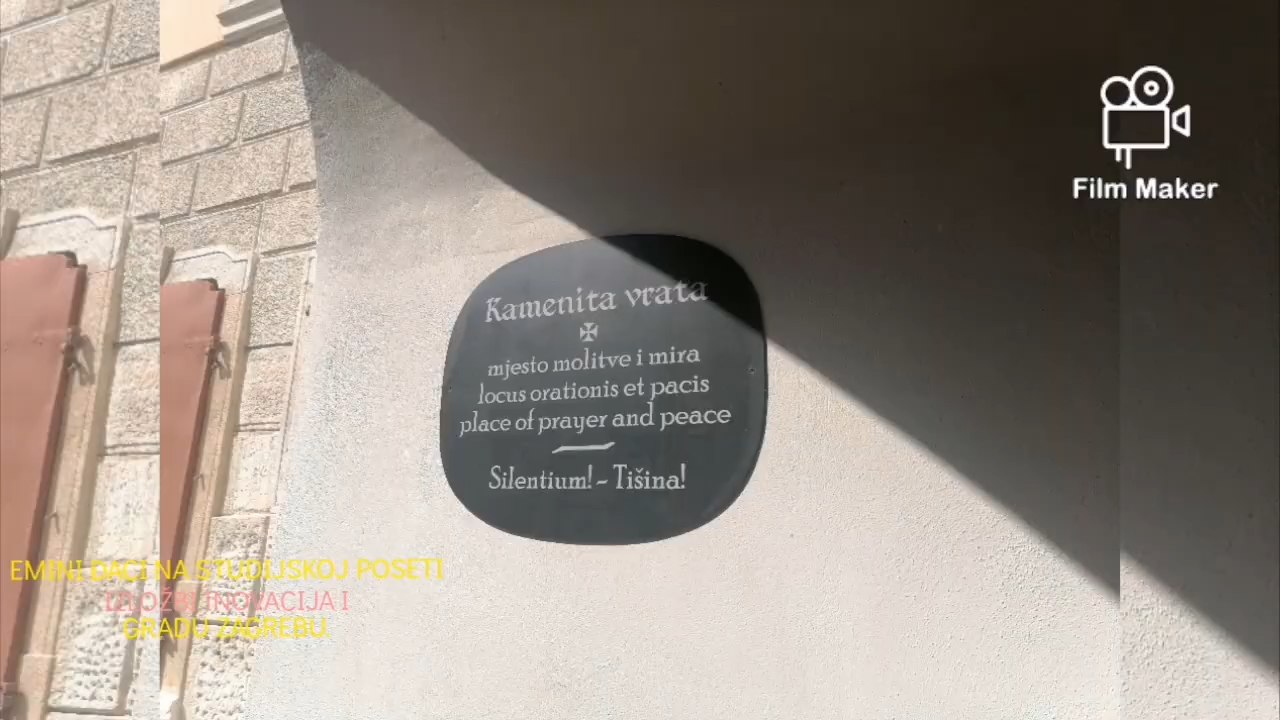 Film Maker
Kamenita vrata
mjesto molitve i mira
locus orationis et pacis
place of prayer and peace
Silentium! - Tišina!
EMINI ĐACI NA STUDIJSKOJ POSETI
IZLOŽBI INOVACIJA I
GRADU ZAGREBU.